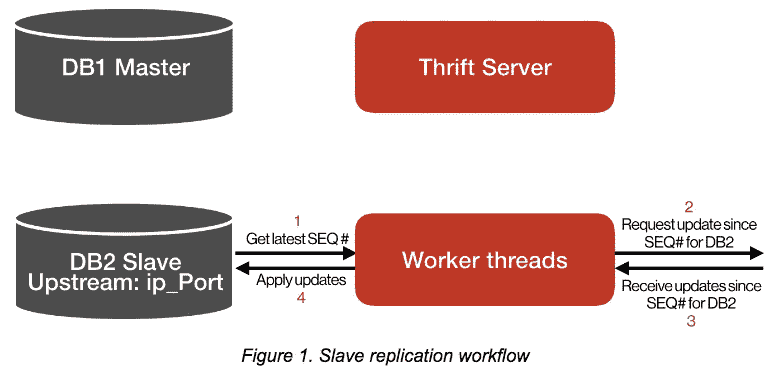 DB1 Master
Thrift Server
DB2 Slave
Upstream: ip_Port
1
Get latest SEQ #
Apply updates
4
Worker threads
2
Request update since
SEQ# for DB2
Receive updates since
SEQ# for DB2
3
Figure 1. Slave replication workflow